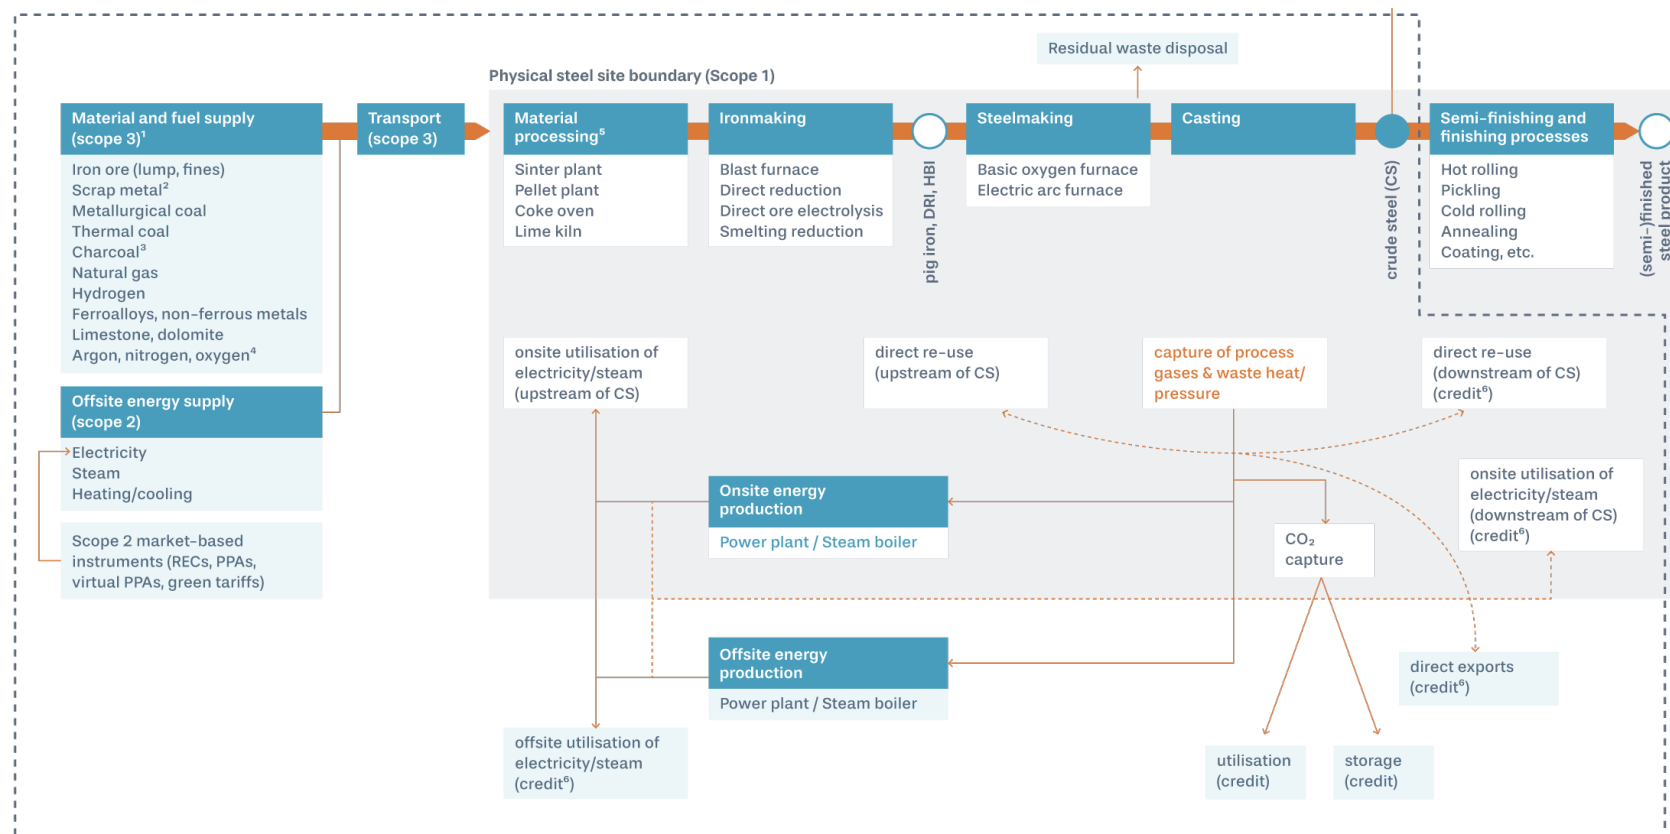 Residual waste disposal
Physical steel site boundary (Scope 1)
Material and fuel supply
(scope 3)¹
Iron ore (lump, fines)
Scrap metal²
Metallurgical coal
Thermal coal
Charcoal³
Natural gas
Hydrogen
Ferroalloys, non-ferrous metals
Limestone, dolomite
Argon, nitrogen, oxygen⁴
Transport
(scope 3)
Material
processing⁵
Sinter plant
Pellet plant
Coke oven
Lime kiln
Ironmaking
Blast furnace
Direct reduction
Direct ore electrolysis
Smelting reduction
pig iron, DRI, HBI
Steelmaking
Basic oxygen furnace
Electric arc furnace
Casting
crude steel (CS)
Semi-finishing and
finishing processes
Hot rolling
Pickling
Cold rolling
Annealing
Coating, etc.
(semi-)finished
steel product
Offsite energy supply
(scope 2)
Electricity
Steam
Heating/cooling
Scope 2 market-based
instruments (RECs, PPAs,
virtual PPAs, green tariffs)
onsite utilisation of
electricity/steam
(upstream of CS)
direct re-use
(upstream of CS)
capture of process
gases & waste heat/
pressure
direct re-use
(downstream of CS)
(credit⁶)
Onsite energy
production
Power plant / Steam boiler
CO₂
capture
onsite utilisation of
electricity/steam
(downstream of CS)
(credit⁶)
Offsite energy
production
Power plant / Steam boiler
direct exports
(credit⁶)
offsite utilisation of
electricity/steam
(credit⁶)
utilisation
(credit)
storage
(credit)